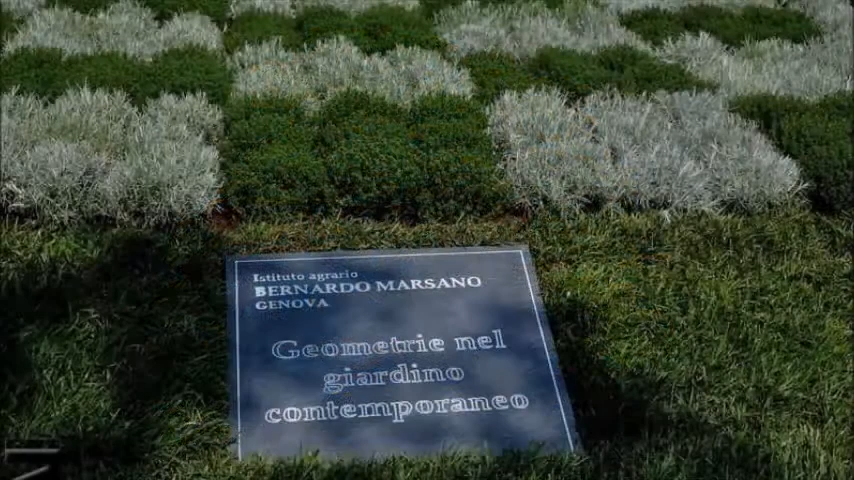 Istituto agrario
BERNARDO MARSANO
GENOVA
Geometrie nel
giardino
contemporaneo